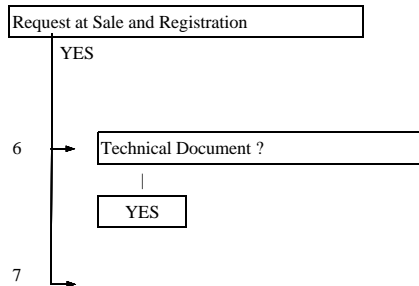 Request at Sale and Registration
YES
6
Technical Document ?
|
YES
7